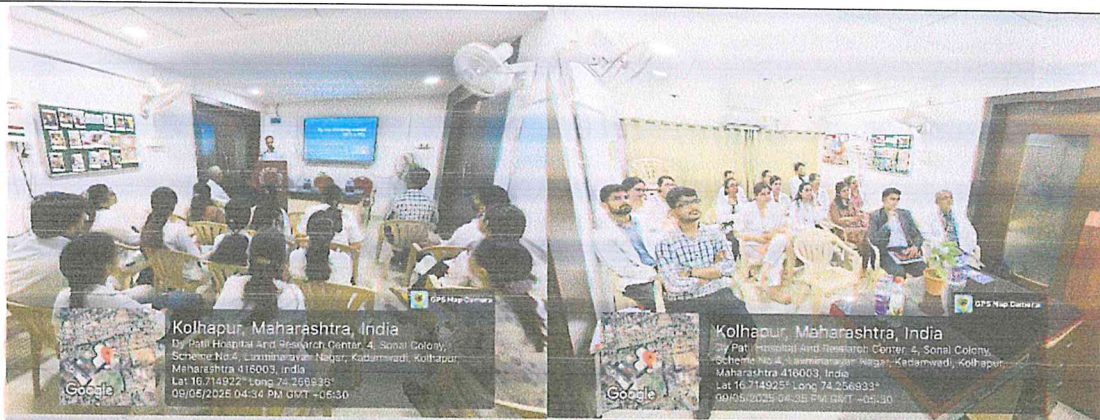 GPS Map Camera
Kolhapur, Maharashtra, India
Dy Patil Hospital And Research Center, 4, Sonal Colony,
Scheme No.4, Laxminarayan Nagar, Kadamwadi, Kolhapur,
Maharashtra 416003, India
Lat 16.714922° Long 74.256936°
09/05/2025 04:34 PM GMT +05:30
Google
GPS Map Camera
Kolhapur, Maharashtra, India
Dy Patil Hospital And Research Center, 4, Sonal Colony,
Scheme No.4, Laxminarayan Nagar, Kadamwadi, Kolhapur,
Maharashtra 416003, India
Lat 16.714925° Long 74.256933°
09/05/2025 04:35 PM GMT +05:30
Google